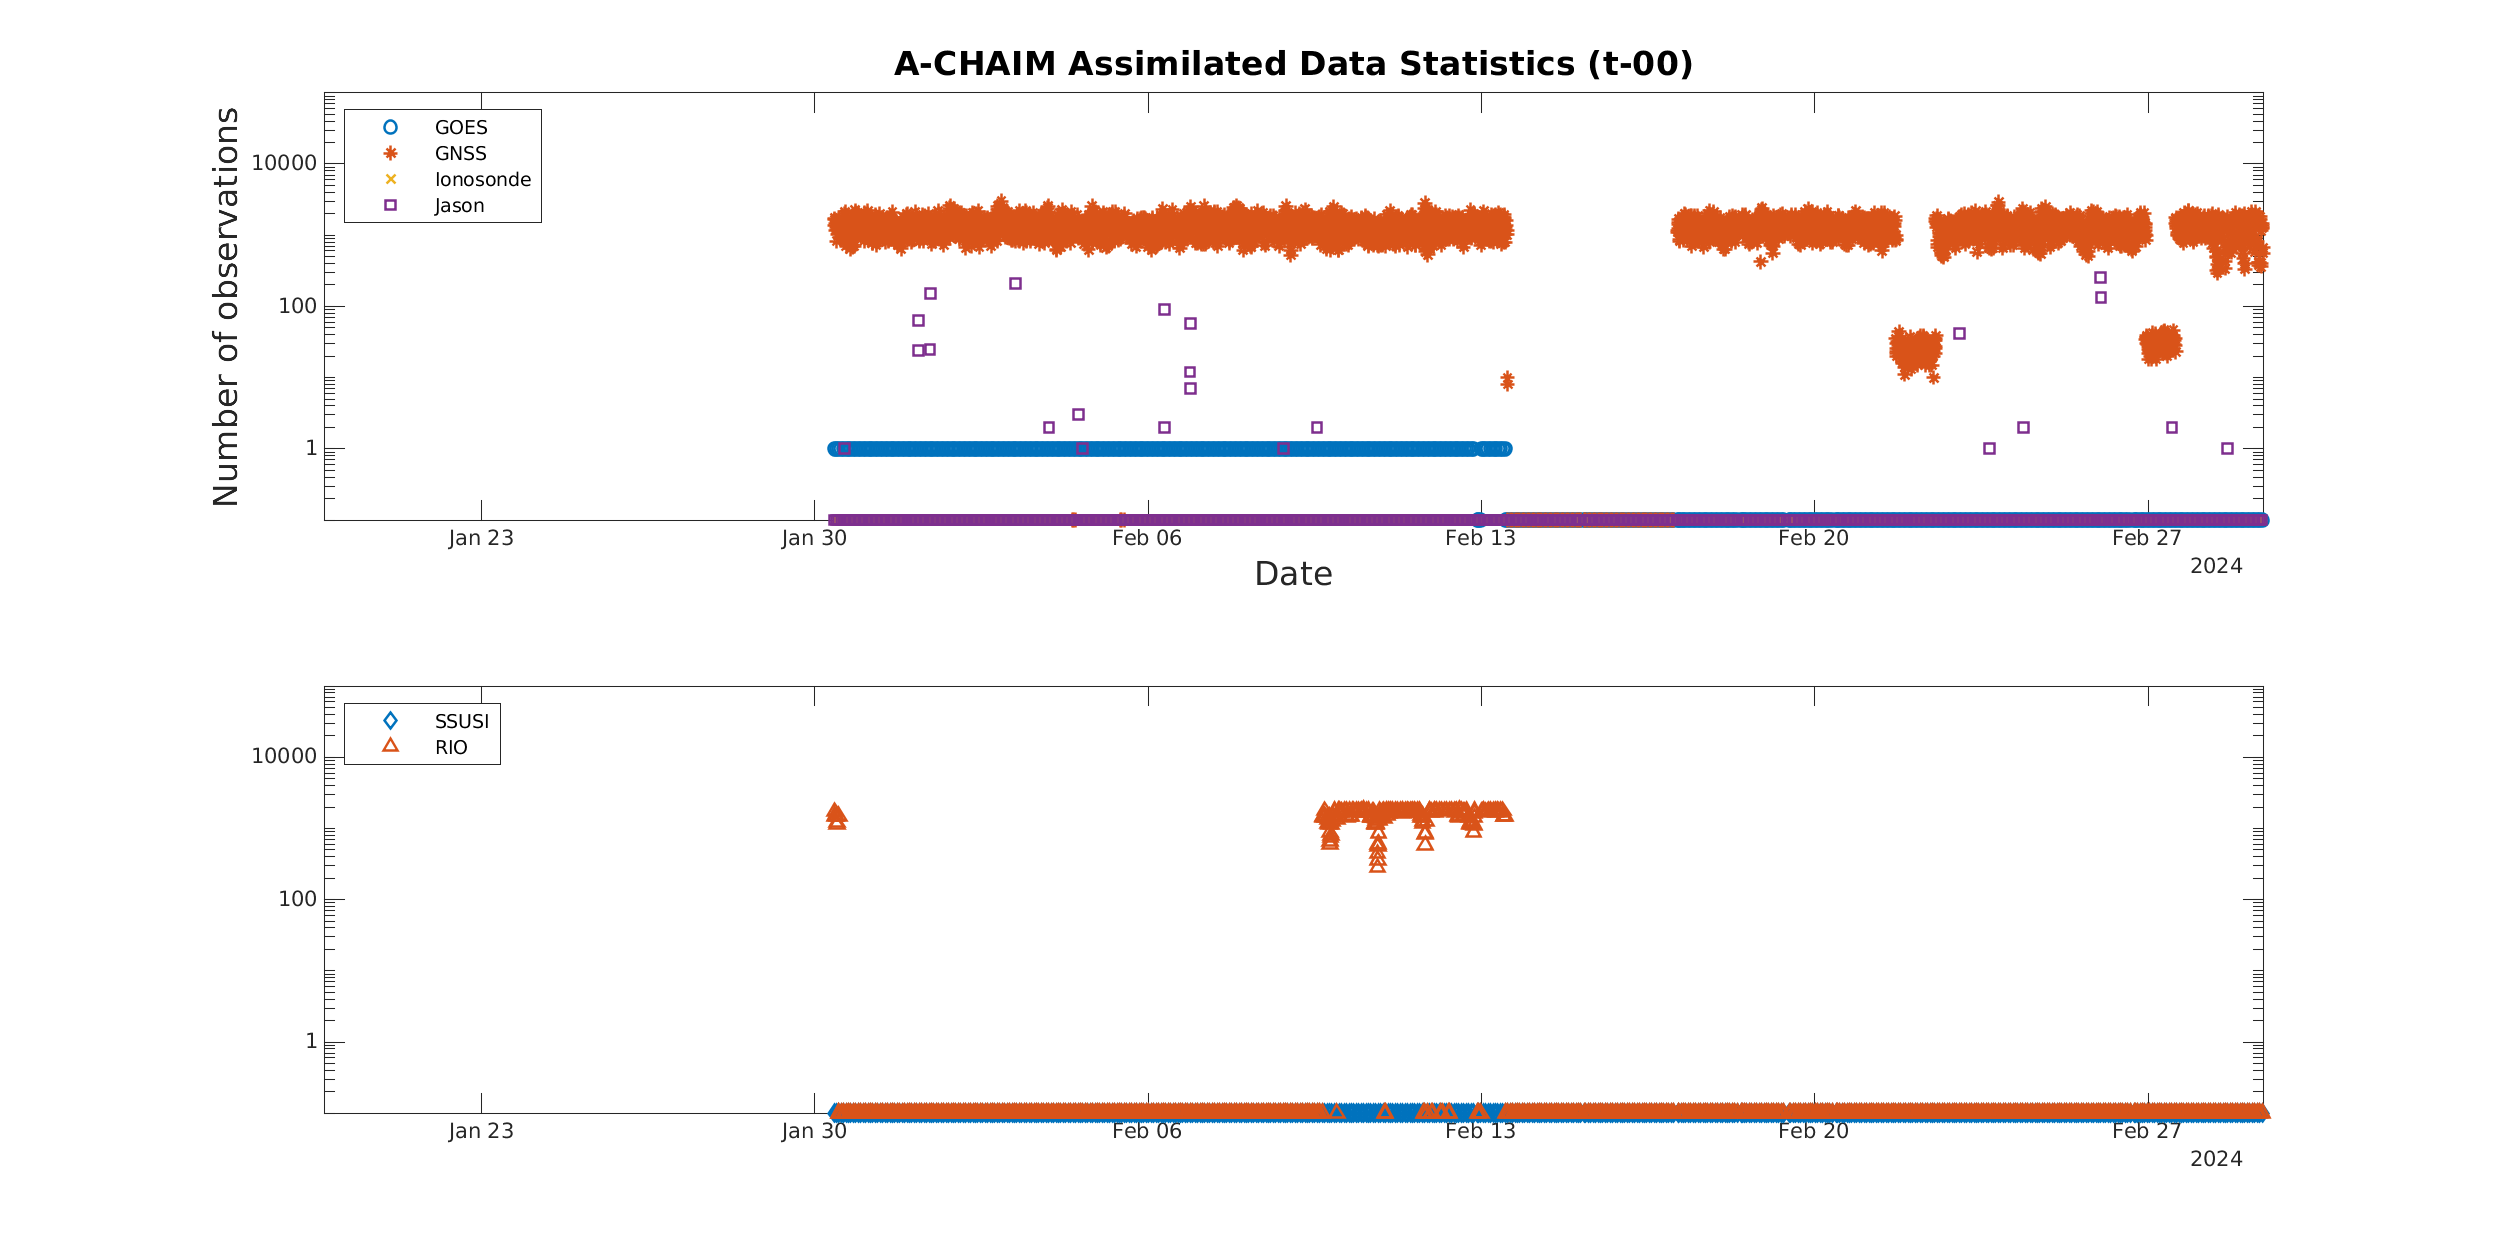 A-CHAIM Assimilated Data Statistics (t-00)
Number of observations
10000
100
1
GOES
GNSS
Ionosonde
Jason
Jan 23
Jan 30
Feb 06
Feb 13
Feb 20
Feb 27
2024
Date
10000
100
1
SSUSI
RIO
Jan 23
Jan 30
Feb 06
Feb 13
Feb 20
Feb 27
2024